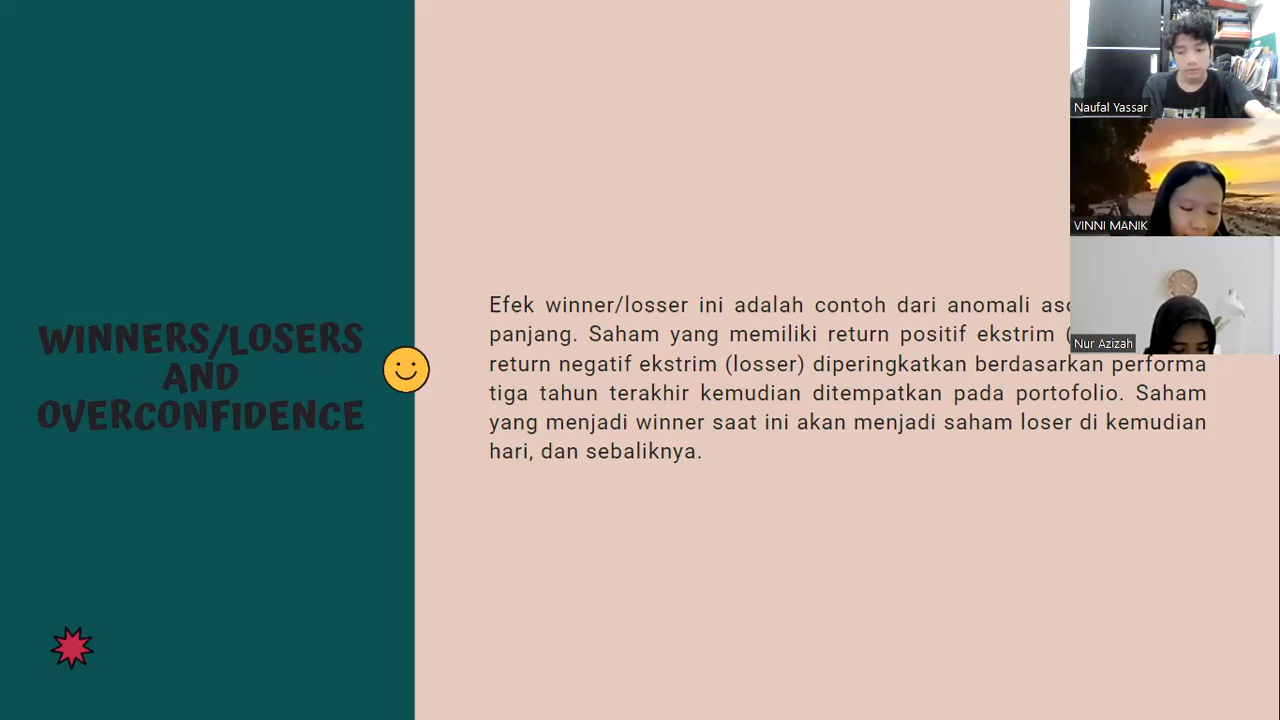 WINNERS/LOSERS
AND
OVERCONFIDENCE
Efek winner/losser ini adalah contoh dari anomali
panjang. Saham yang memiliki return positif ekstrim
return negatif ekstrim (losser) diperingkatkan berdasarkan performa
tiga tahun terakhir kemudian ditempatkan pada portofolio. Saham
yang menjadi winner saat ini akan menjadi saham loser di kemudian
hari, dan sebaliknya.
Naufal Yassar
VINNI MANIK
Nur Azizah